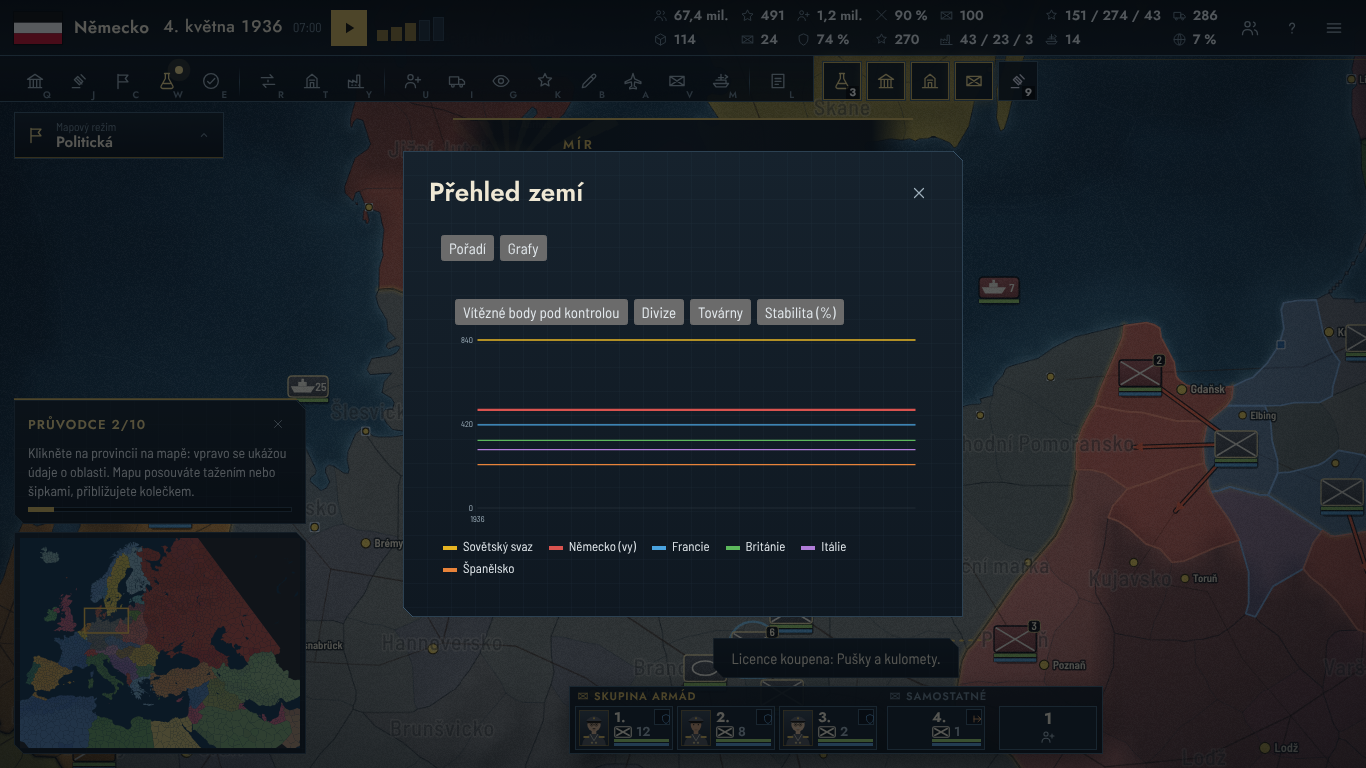 Německo 4. května 1936 07:00
67,4 mil. 491 1,2 mil. 90 % 100 151 / 274 / 43 286
114 24 74 % 270 43 / 23 / 3 14 7 %
?
Q J C W E R T Y U I G K B A V M L 3 9
Skåne
Mapový režim
Politická
MÍR
Přehled zemí
Pořadí Grafy
7
Vítězné body pod kontrolou Divize Továrny Stabilita (%)
840
2
25
Gdaňsk
Elbing
420
PRŮVODCE 2/10
Klikněte na provincii na mapě: vpravo se ukážou
údaje o oblasti. Mapu posouváte tažením nebo
šipkami, přibližujete kolečkem.
0
1936
Brémy
Sovětský svaz Německo (vy) Francie Británie Itálie
Španělsko
Kujavsko Toruň
Hannoversko
6
3
Licence koupena: Pušky a kulomety.
Poznaň
SKUPINA ARMÁD SAMOSTATNÉ
1. 2. 3. 4. 1
12 8 2 1
Brunšvicko
Lodž Lodž